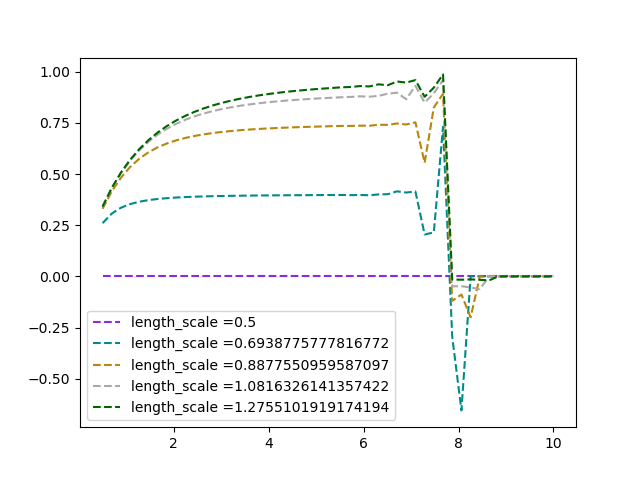 1.00
0.75
0.50
0.25
0.00
−0.25
−0.50
length_scale =0.5
length_scale =0.6938775777816772
length_scale =0.8877550959587097
length_scale =1.0816326141357422
length_scale =1.2755101919174194
2 4 6 8 10